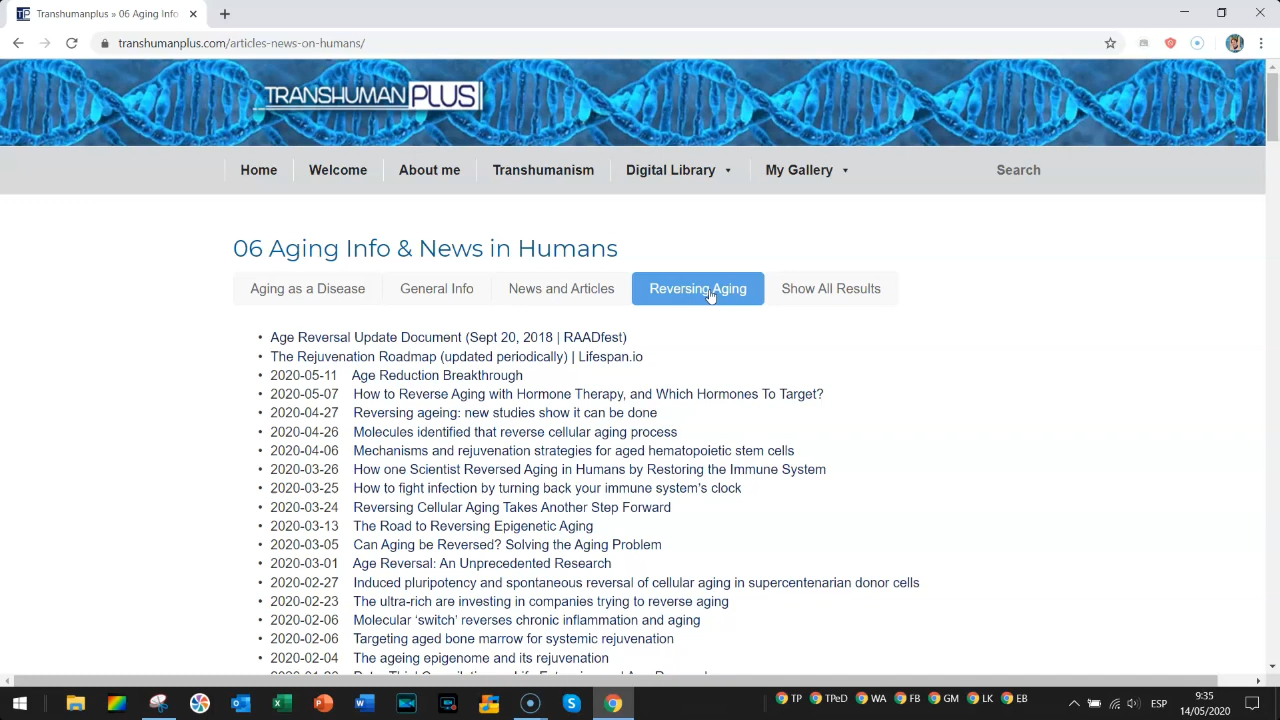 TP Transhumanplus » 06 Aging Info
transhumanplus.com/articles-news-on-humans/
TRANSHUMAN PLUS
Home Welcome About me Transhumanism Digital Library My Gallery Search
06 Aging Info & News in Humans
Aging as a Disease General Info News and Articles Reversing Aging Show All Results
• Age Reversal Update Document (Sept 20, 2018 | RAADfest)
• The Rejuvenation Roadmap (updated periodically) | Lifespan.io
• 2020-05-11 Age Reduction Breakthrough
• 2020-05-07 How to Reverse Aging with Hormone Therapy, and Which Hormones To Target?
• 2020-04-27 Reversing ageing: new studies show it can be done
• 2020-04-26 Molecules identified that reverse cellular aging process
• 2020-04-06 Mechanisms and rejuvenation strategies for aged hematopoietic stem cells
• 2020-03-26 How one Scientist Reversed Aging in Humans by Restoring the Immune System
• 2020-03-25 How to fight infection by turning back your immune system's clock
• 2020-03-24 Reversing Cellular Aging Takes Another Step Forward
• 2020-03-13 The Road to Reversing Epigenetic Aging
• 2020-03-05 Can Aging be Reversed? Solving the Aging Problem
• 2020-03-01 Age Reversal: An Unprecedented Research
• 2020-02-27 Induced pluripotency and spontaneous reversal of cellular aging in supercentenarian donor cells
• 2020-02-23 The ultra-rich are investing in companies trying to reverse aging
• 2020-02-06 Molecular 'switch' reverses chronic inflammation and aging
• 2020-02-06 Targeting aged bone marrow for systemic rejuvenation
• 2020-02-04 The ageing epigenome and its rejuvenation
TP TPeD WA FB GM LK EB
ESP
9:35
14/05/2020